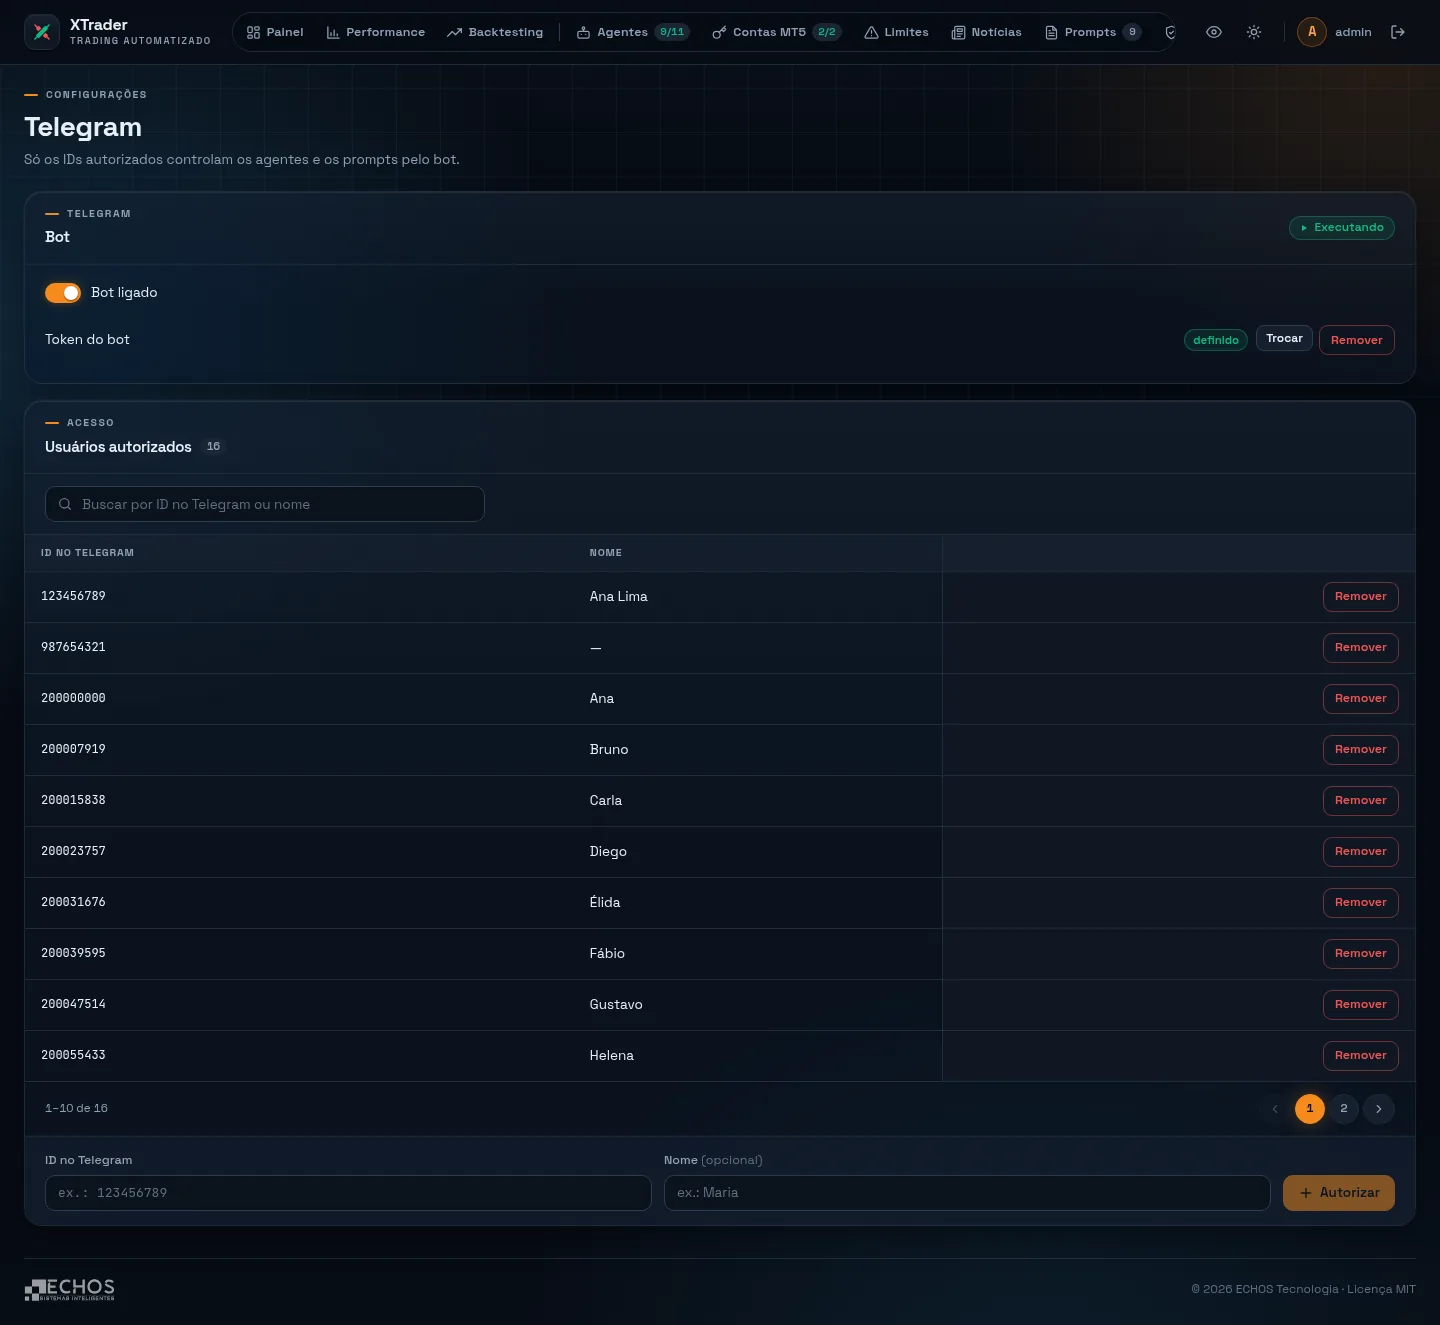 XTrader
TRADING AUTOMATIZADO
Painel
Performance
Backtesting
Agentes 9/11
Contas MT5 2/2
Limites
Notícias
Prompts 9
A admin
CONFIGURAÇÕES
Telegram
Só os IDs autorizados controlam os agentes e os prompts pelo bot.
TELEGRAM
Bot
Executando
Bot ligado
Token do bot
definido Trocar Remover
ACESSO
Usuários autorizados 16
Buscar por ID no Telegram ou nome
ID NO TELEGRAM NOME
123456789 Ana Lima Remover
987654321 — Remover
200000000 Ana Remover
200007919 Bruno Remover
200015838 Carla Remover
200023757 Diego Remover
200031676 Élida Remover
200039595 Fábio Remover
200047514 Gustavo Remover
200055433 Helena Remover
1–10 de 16
1 2
ID no Telegram
ex.: 123456789
Nome (opcional)
ex.: Maria
Autorizar
ECHOS
SISTEMAS INTELIGENTES
© 2026 ECHOS Tecnologia · Licença MIT